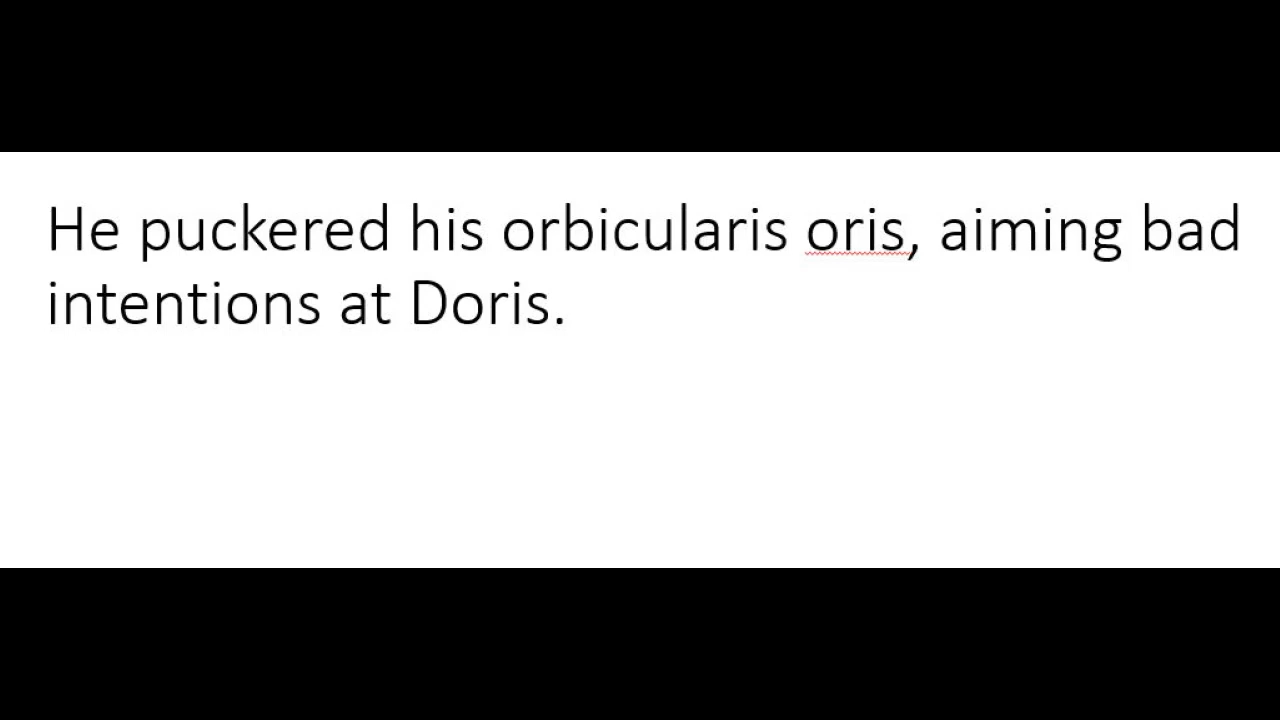 He puckered his orbicularis oris, aiming bad
intentions at Doris.